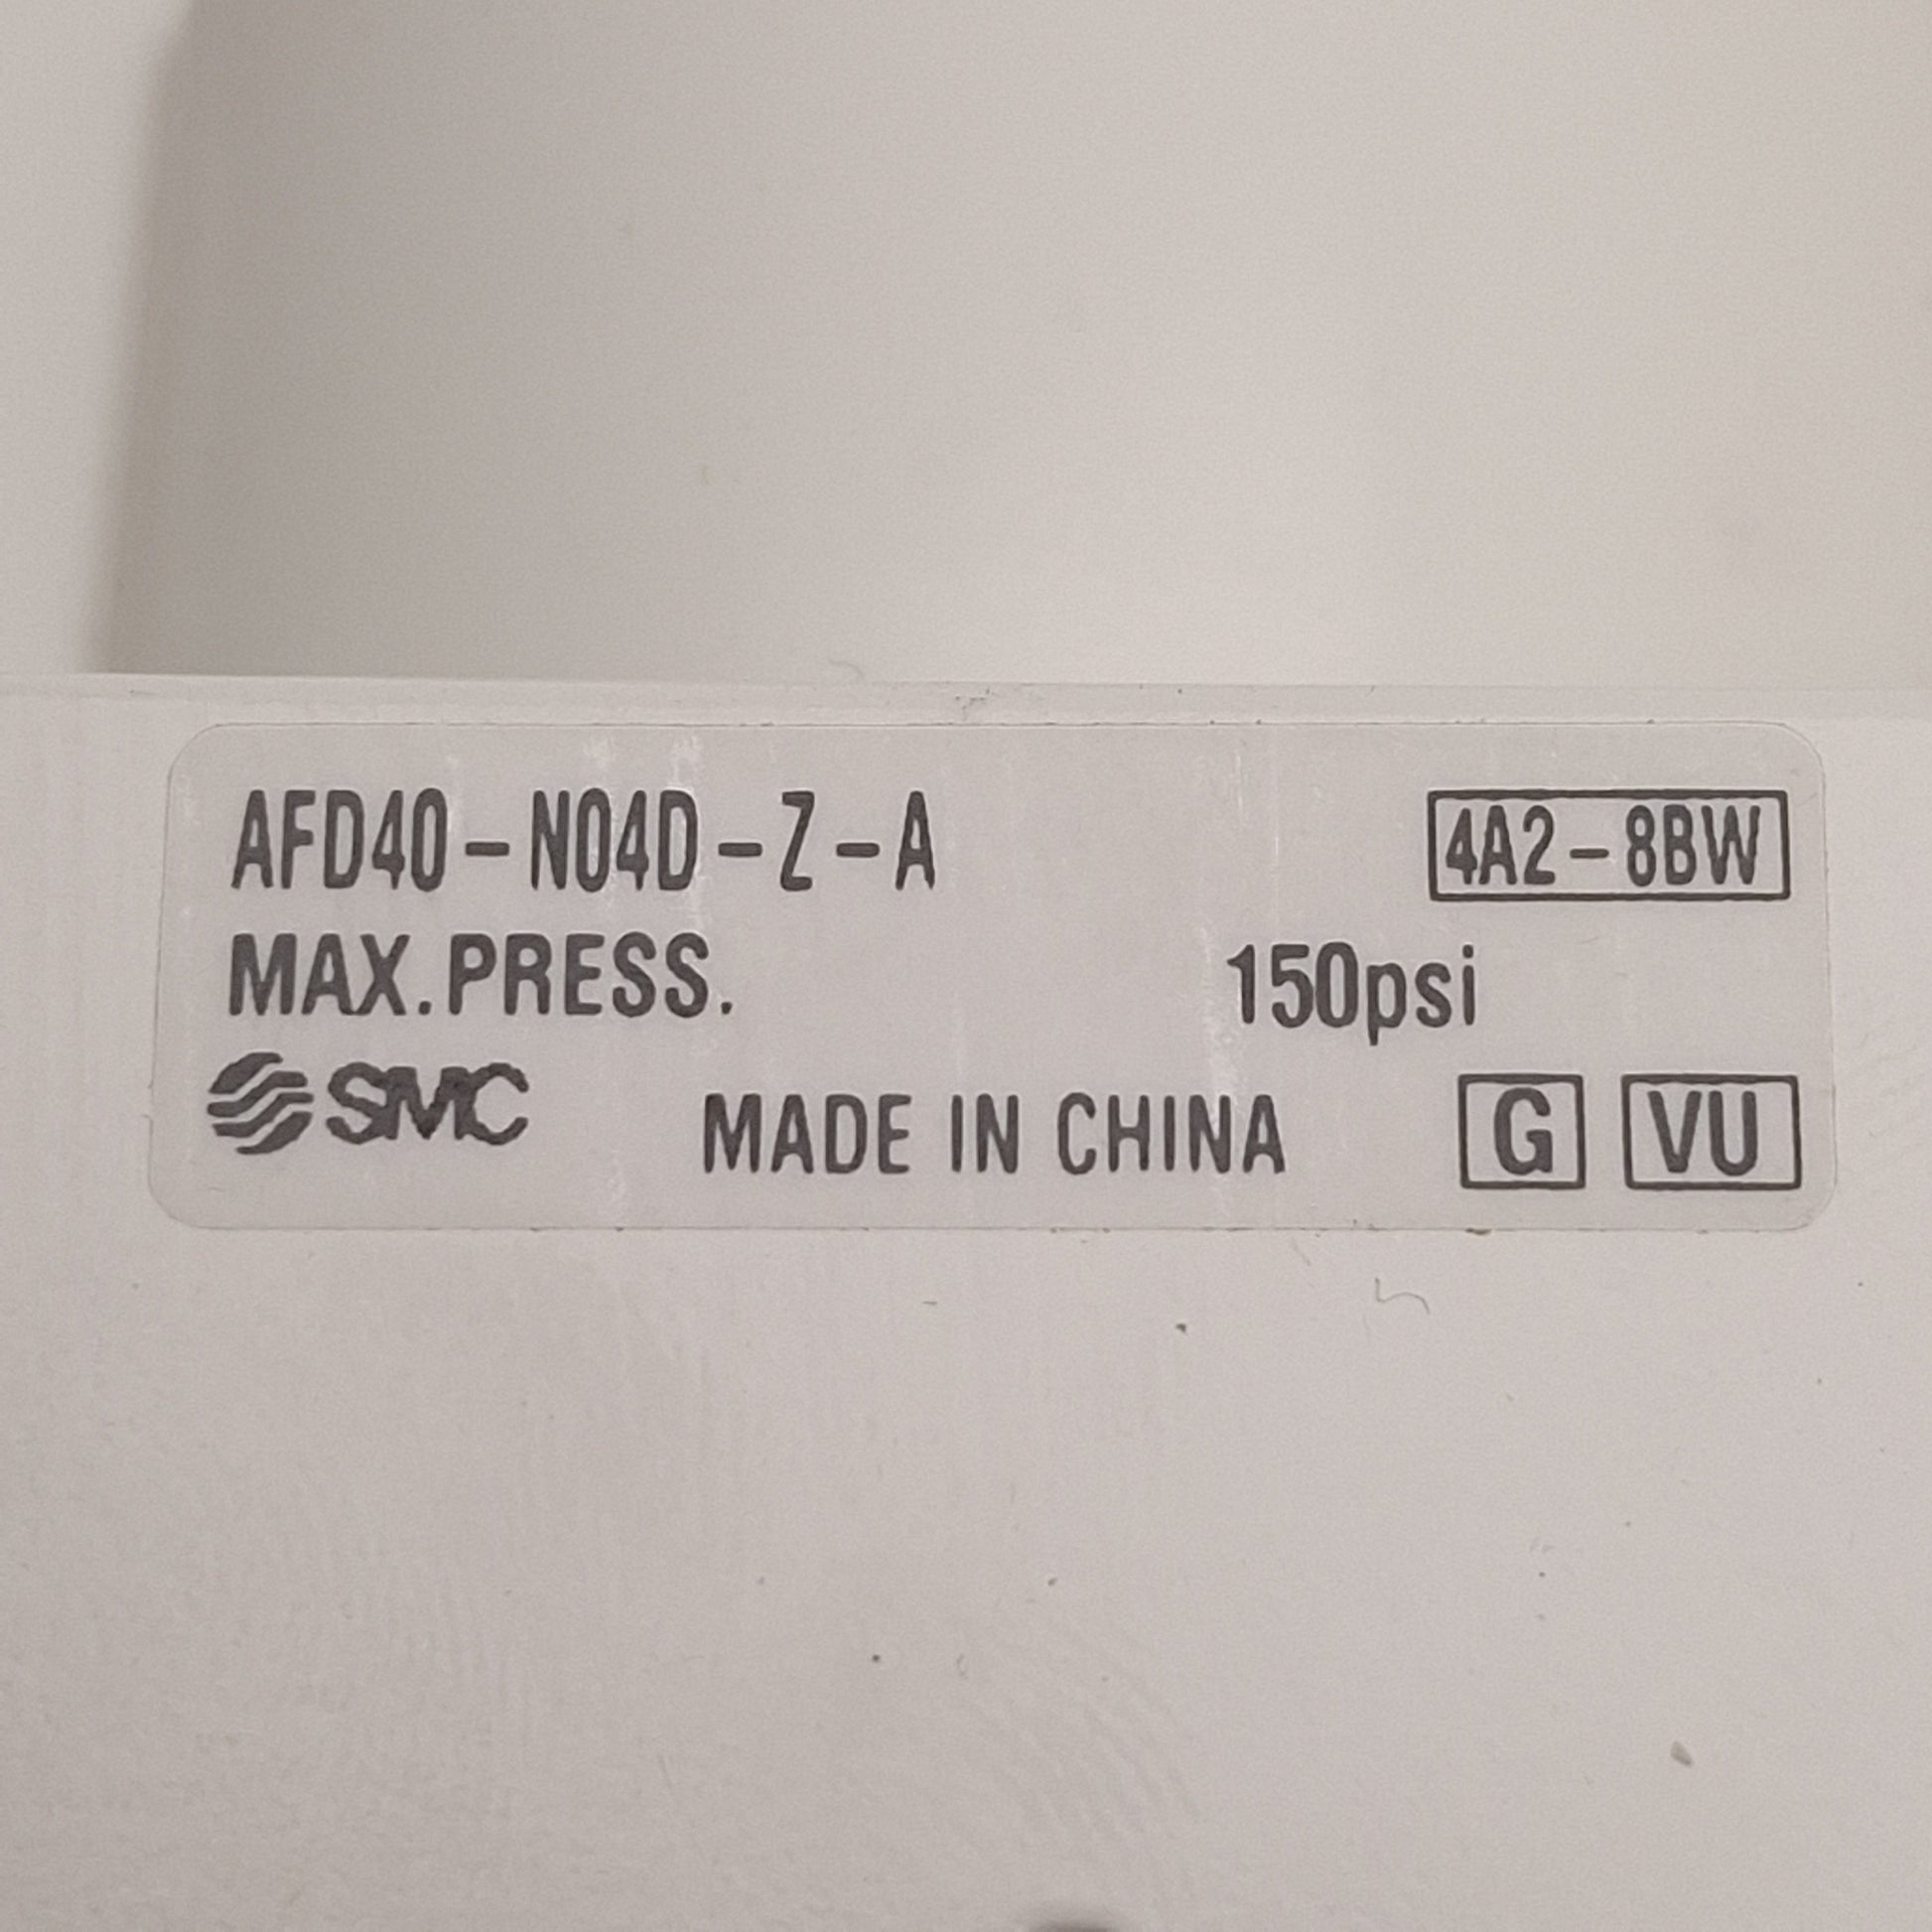 AFD40-N04D-Z-A 4A2-8BW
MAX.PRESS. 150psi
SMC MADE IN CHINA G VU